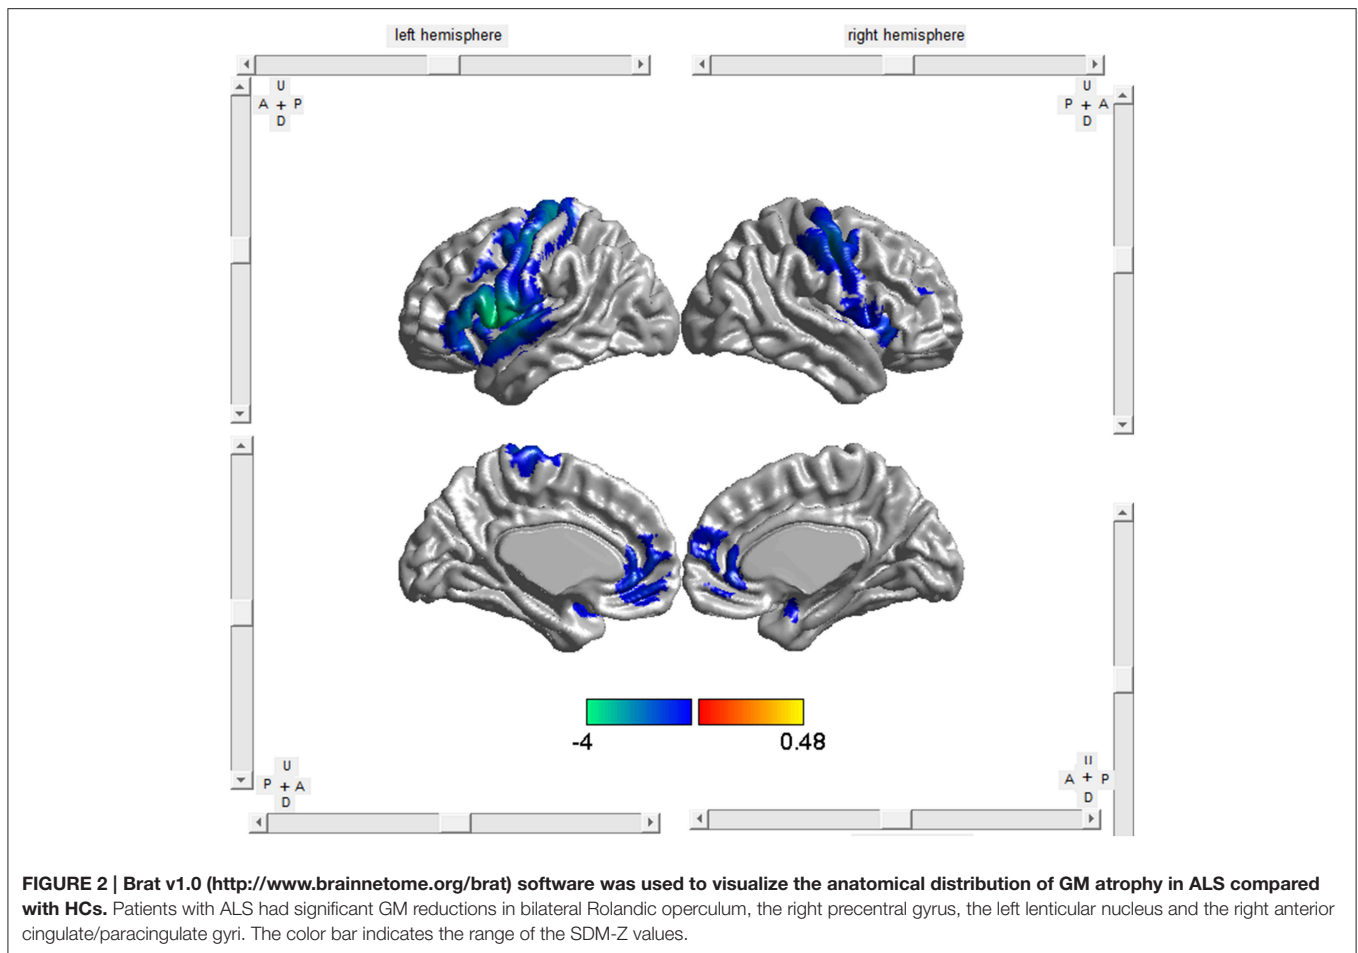 left hemisphere
right hemisphere
U
A + P
D
U
P + A
D
-4
0.48
U
P + A
D
U
A + P
D
FIGURE 2 | Brat v1.0 (http://www.brainnetome.org/brat) software was used to visualize the anatomical distribution of GM atrophy in ALS compared
with HCs. Patients with ALS had significant GM reductions in bilateral Rolandic operculum, the right precentral gyrus, the left lenticular nucleus and the right anterior
cingulate/paracingulate gyri. The color bar indicates the range of the SDM-Z values.